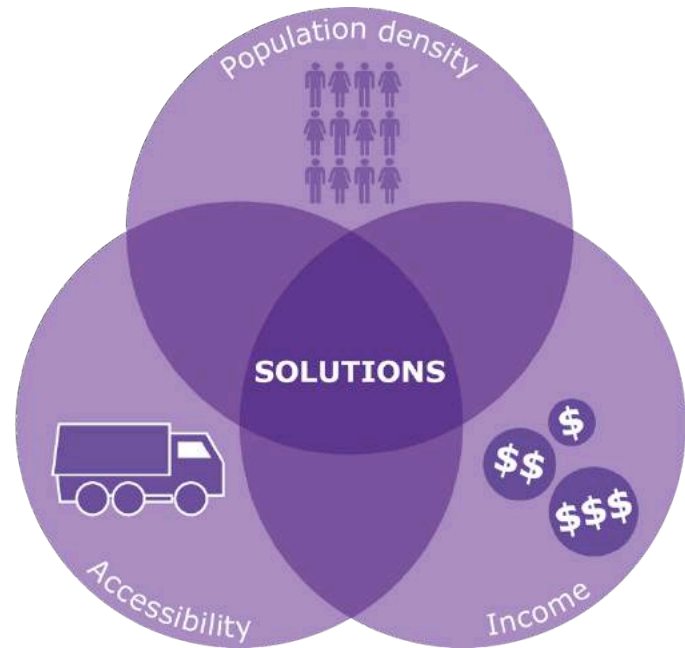 Population density
SOLUTIONS
$
$$
$$$
Accessibility
Income